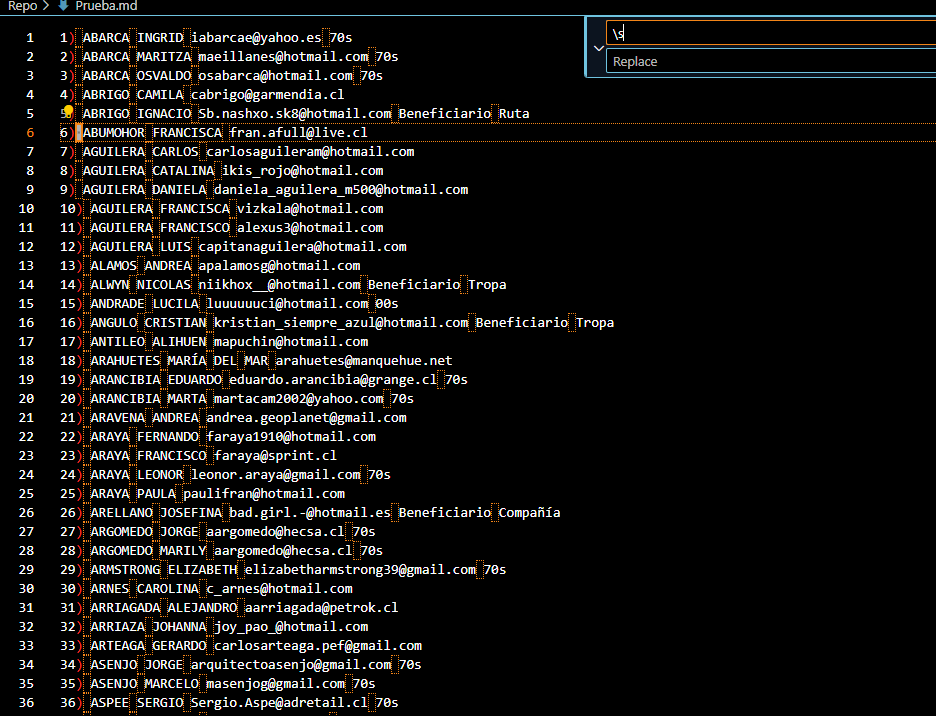 Repo > Prueba.md
\s
Replace
1 1) ABARCA INGRID iabarcae@yahoo.es 70s
2 2) ABARCA MARITZA maeillanes@hotmail.com 70s
3 3) ABARCA OSVALDO osabarca@hotmail.com 70s
4 4) ABRIGO CAMILA cabrigo@garmendia.cl
5 5) ABRIGO IGNACIO Sb.nashxo.sk8@hotmail.com Beneficiario Ruta
6 6) ABUMOHOR FRANCISCA fran.afull@live.cl
7 7) AGUILERA CARLOS carlosaguileram@hotmail.com
8 8) AGUILERA CATALINA ikis_rojo@hotmail.com
9 9) AGUILERA DANIELA daniela_aguilera_m500@hotmail.com
10 10) AGUILERA FRANCISCA vizkala@hotmail.com
11 11) AGUILERA FRANCISCO alexus3@hotmail.com
12 12) AGUILERA LUIS capitanaguilera@hotmail.com
13 13) ALAMOS ANDREA apalamosg@hotmail.com
14 14) ALWYN NICOLAS niikhox__@hotmail.com Beneficiario Tropa
15 15) ANDRADE LUCILA luuuuuuci@hotmail.com 00s
16 16) ANGULO CRISTIAN kristian_siempre_azul@hotmail.com Beneficiario Tropa
17 17) ANTILEO ALIHUEN mapuchin@hotmail.com
18 18) ARAHUETES MARÍA DEL MAR arahuetes@manquehue.net
19 19) ARANCIBIA EDUARDO eduardo.arancibia@grange.cl 70s
20 20) ARANCIBIA MARTA martacam2002@yahoo.com 70s
21 21) ARAVENA ANDREA andrea.geoplanet@gmail.com
22 22) ARAYA FERNANDO faraya1910@hotmail.com
23 23) ARAYA FRANCISCO faraya@sprint.cl
24 24) ARAYA LEONOR leonor.araya@gmail.com 70s
25 25) ARAYA PAULA paulifran@hotmail.com
26 26) ARELLANO JOSEFINA bad.girl.-@hotmail.es Beneficiario Compañía
27 27) ARGOMEDO JORGE aargomedo@hecsa.cl 70s
28 28) ARGOMEDO MARILY aargomedo@hecsa.cl 70s
29 29) ARMSTRONG ELIZABETH elizabetharmstrong39@gmail.com 70s
30 30) ARNES CAROLINA c_arnes@hotmail.com
31 31) ARRIAGADA ALEJANDRO aarriagada@petrok.cl
32 32) ARRIAZA JOHANNA joy_pao_@hotmail.com
33 33) ARTEAGA GERARDO carlosarteaga.pef@gmail.com
34 34) ASENJO JORGE arquitectoasenjo@gmail.com 70s
35 35) ASENJO MARCELO masenjog@gmail.com 70s
36 36) ASPEE SERGIO Sergio.Aspe@adretail.cl 70s